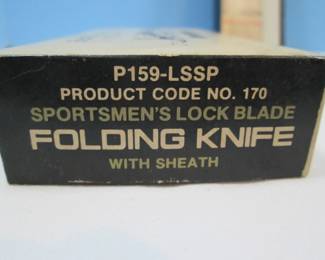 P159-LSSP
PRODUCT CODE NO. 170
SPORTSMEN'S LOCK BLADE
FOLDING KNIFE
WITH SHEATH